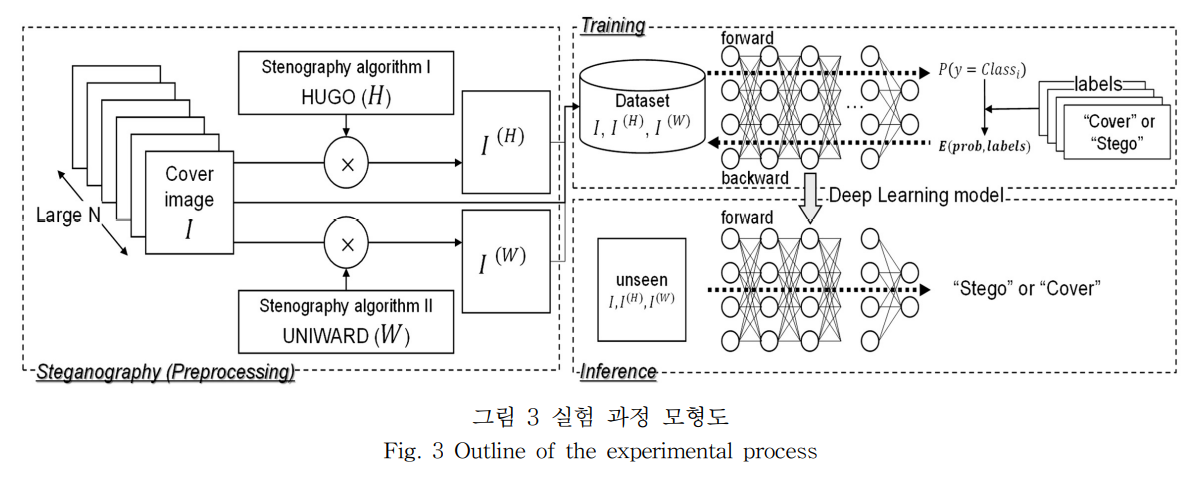 Training
Stenography algorithm I
HUGO (H)
Cover
image
I
Large N
I (H)
I (W)
Stenography algorithm II
UNIWARD (W)
Steganography (Preprocessing)
Dataset
I, I (H), I (W)
forward
backward
...
P(y = Class_i)
E(prob,labels)
labels
“Cover” or
“Stego”
Deep Learning model
forward
unseen
I,I(H),I(W)
“Stego” or “Cover”
Inference
그림 3 실험 과정 모형도
Fig. 3 Outline of the experimental process